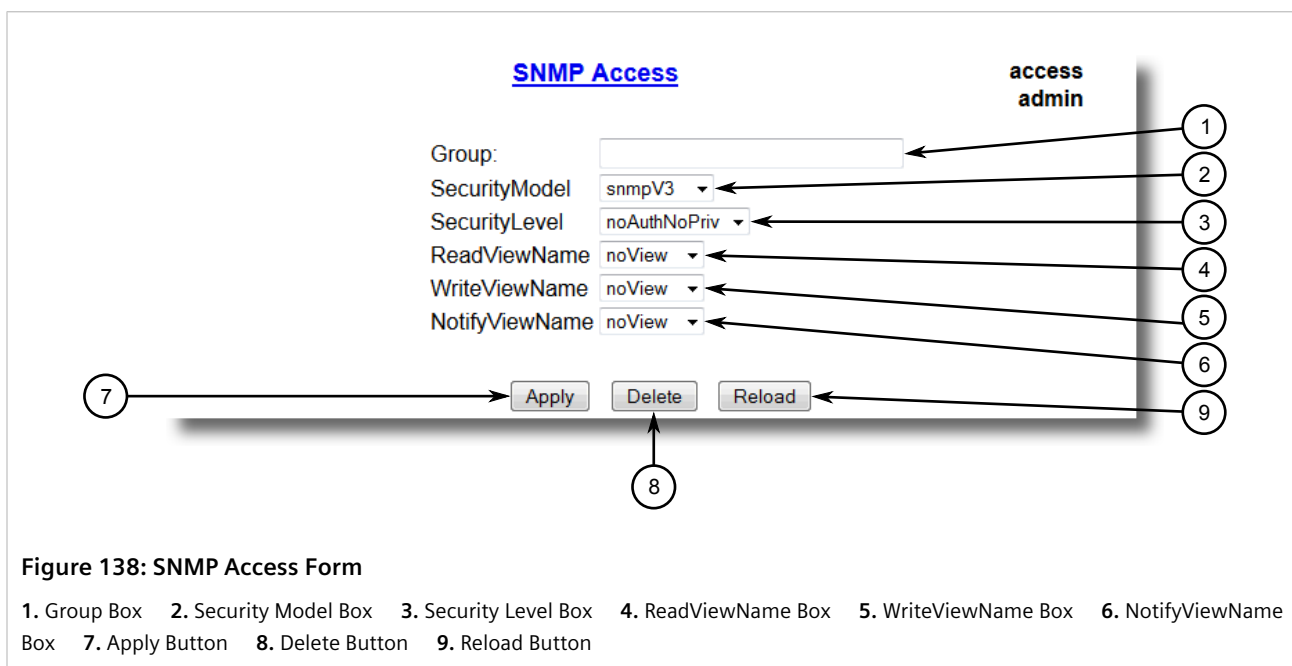 SNMP Access
access
admin
1
Group:
2
SecurityModel snmpV3
3
SecurityLevel noAuthNoPriv
ReadViewName noView
4
WriteViewName noView
5
NotifyViewName noView
6
7
Apply Delete Reload
9
8
Figure 138: SNMP Access Form
1. Group Box 2. Security Model Box 3. Security Level Box 4. ReadViewName Box 5. WriteViewName Box 6. NotifyViewName
Box 7. Apply Button 8. Delete Button 9. Reload Button